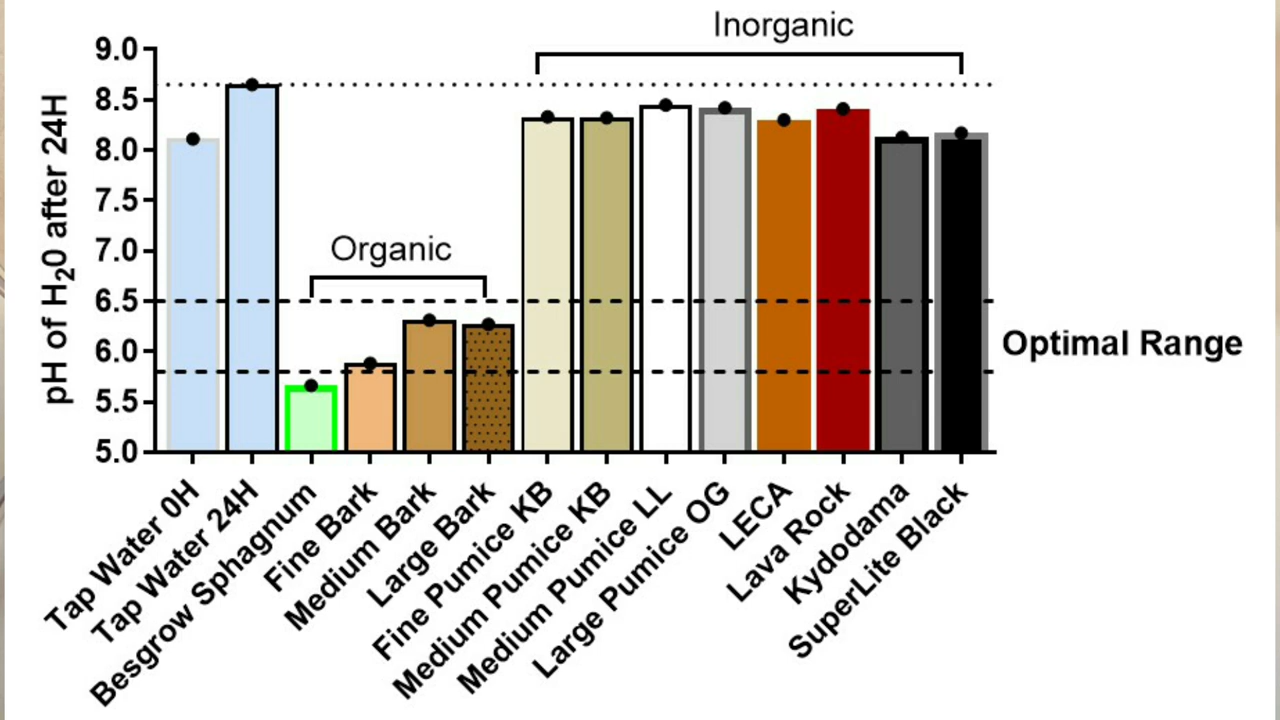 Inorganic
9.0
8.5
8.0
7.5
7.0
6.5
6.0
5.5
5.0
pH of H20 after 24H
Organic
Optimal Range
Tap Water 0H
Tap Water 24H
Besgrow Sphagnum
Fine Bark
Medium Bark
Large Bark
Fine Pumice KB
Medium Pumice KB
Medium Pumice LL
Large Pumice OG
LECA
Lava Rock
Kydodama
SuperLite Black